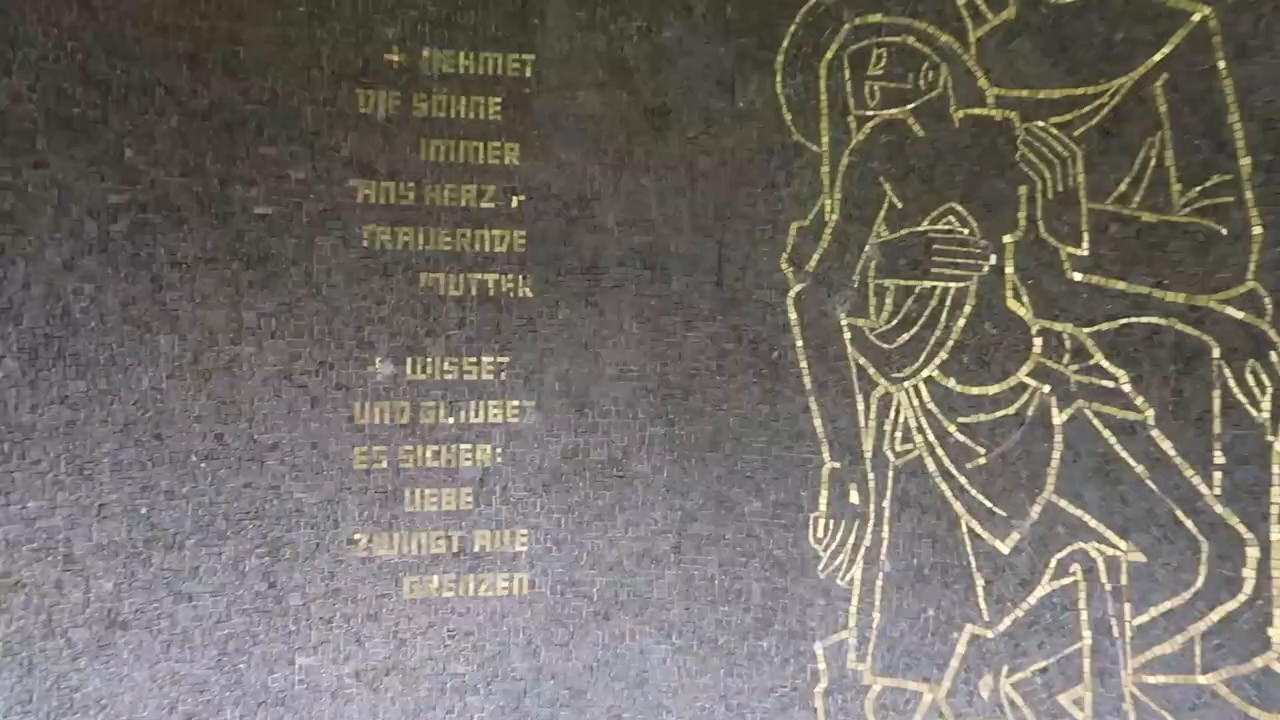 + NEHMET
DIE SÖHNE
IMMER
ANS HERZ +
TRAUERNDE
MUTTER
+ WISSET
UND GLAUBET
ES SICHER:
LIEBE
ZWINGT ALLE
GRENZEN